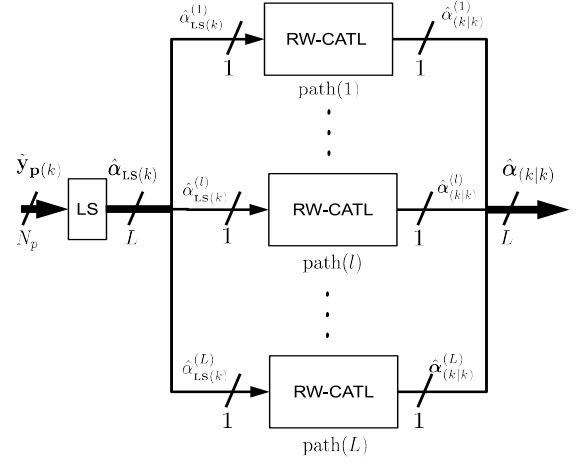 α̂_LS(k)^(1) RW-CATL α̂_(k|k)^(1)
1 1
path(1)
ỹ_p(k) α̂_LS(k) α̂_LS(k)^(l) RW-CATL α̂_(k|k)^(l) α̂_(k|k)
LS
N_p L 1 1 L
path(l)
α̂_LS(k)^(L) RW-CATL α̂_(k|k)^(L)
1 1
path(L)